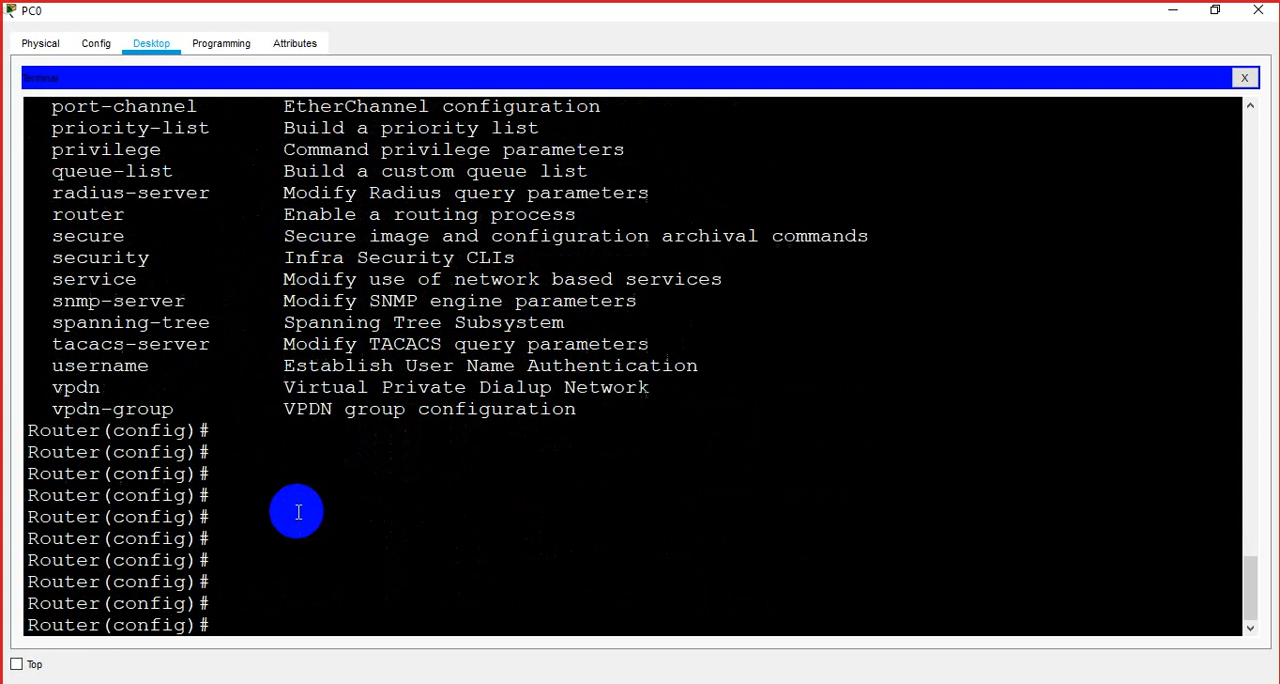 PC0
Physical Config Desktop Programming Attributes
Terminal
X
port-channel EtherChannel configuration
priority-list Build a priority list
privilege Command privilege parameters
queue-list Build a custom queue list
radius-server Modify Radius query parameters
router Enable a routing process
secure Secure image and configuration archival commands
security Infra Security CLIs
service Modify use of network based services
snmp-server Modify SNMP engine parameters
spanning-tree Spanning Tree Subsystem
tacacs-server Modify TACACS query parameters
username Establish User Name Authentication
vpdn Virtual Private Dialup Network
vpdn-group VPDN group configuration
Router(config)#
Router(config)#
Router(config)#
Router(config)#
Router(config)#
Router(config)#
Router(config)#
Router(config)#
Router(config)#
Router(config)#
Top